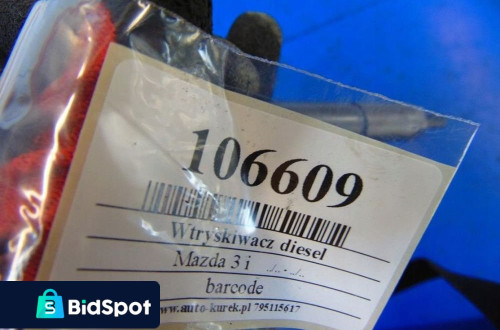 106609
Wtryskiwacz diesel
Mazda 3 i
barcode
www.auto-kurek.pl 795115617
BidSpot